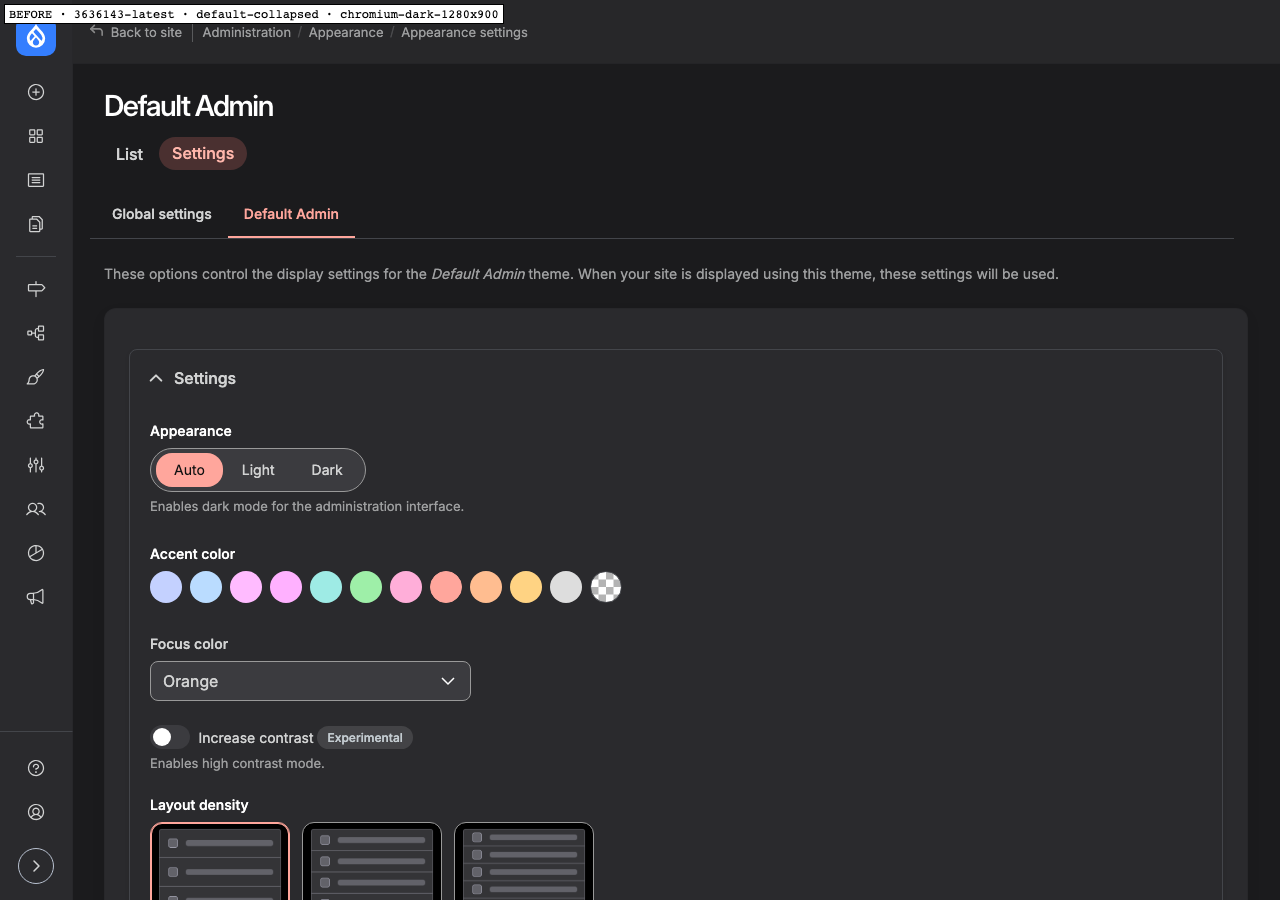 BEFORE • 3636143-latest • default-collapsed • chromium-dark-1280x900
Back to site Administration / Appearance / Appearance settings
Default Admin
List Settings
Global settings Default Admin
These options control the display settings for the Default Admin theme. When your site is displayed using this theme, these settings will be used.
Settings
Appearance
Auto Light Dark
Enables dark mode for the administration interface.
Accent color
Focus color
Orange
Increase contrast Experimental
Enables high contrast mode.
Layout density